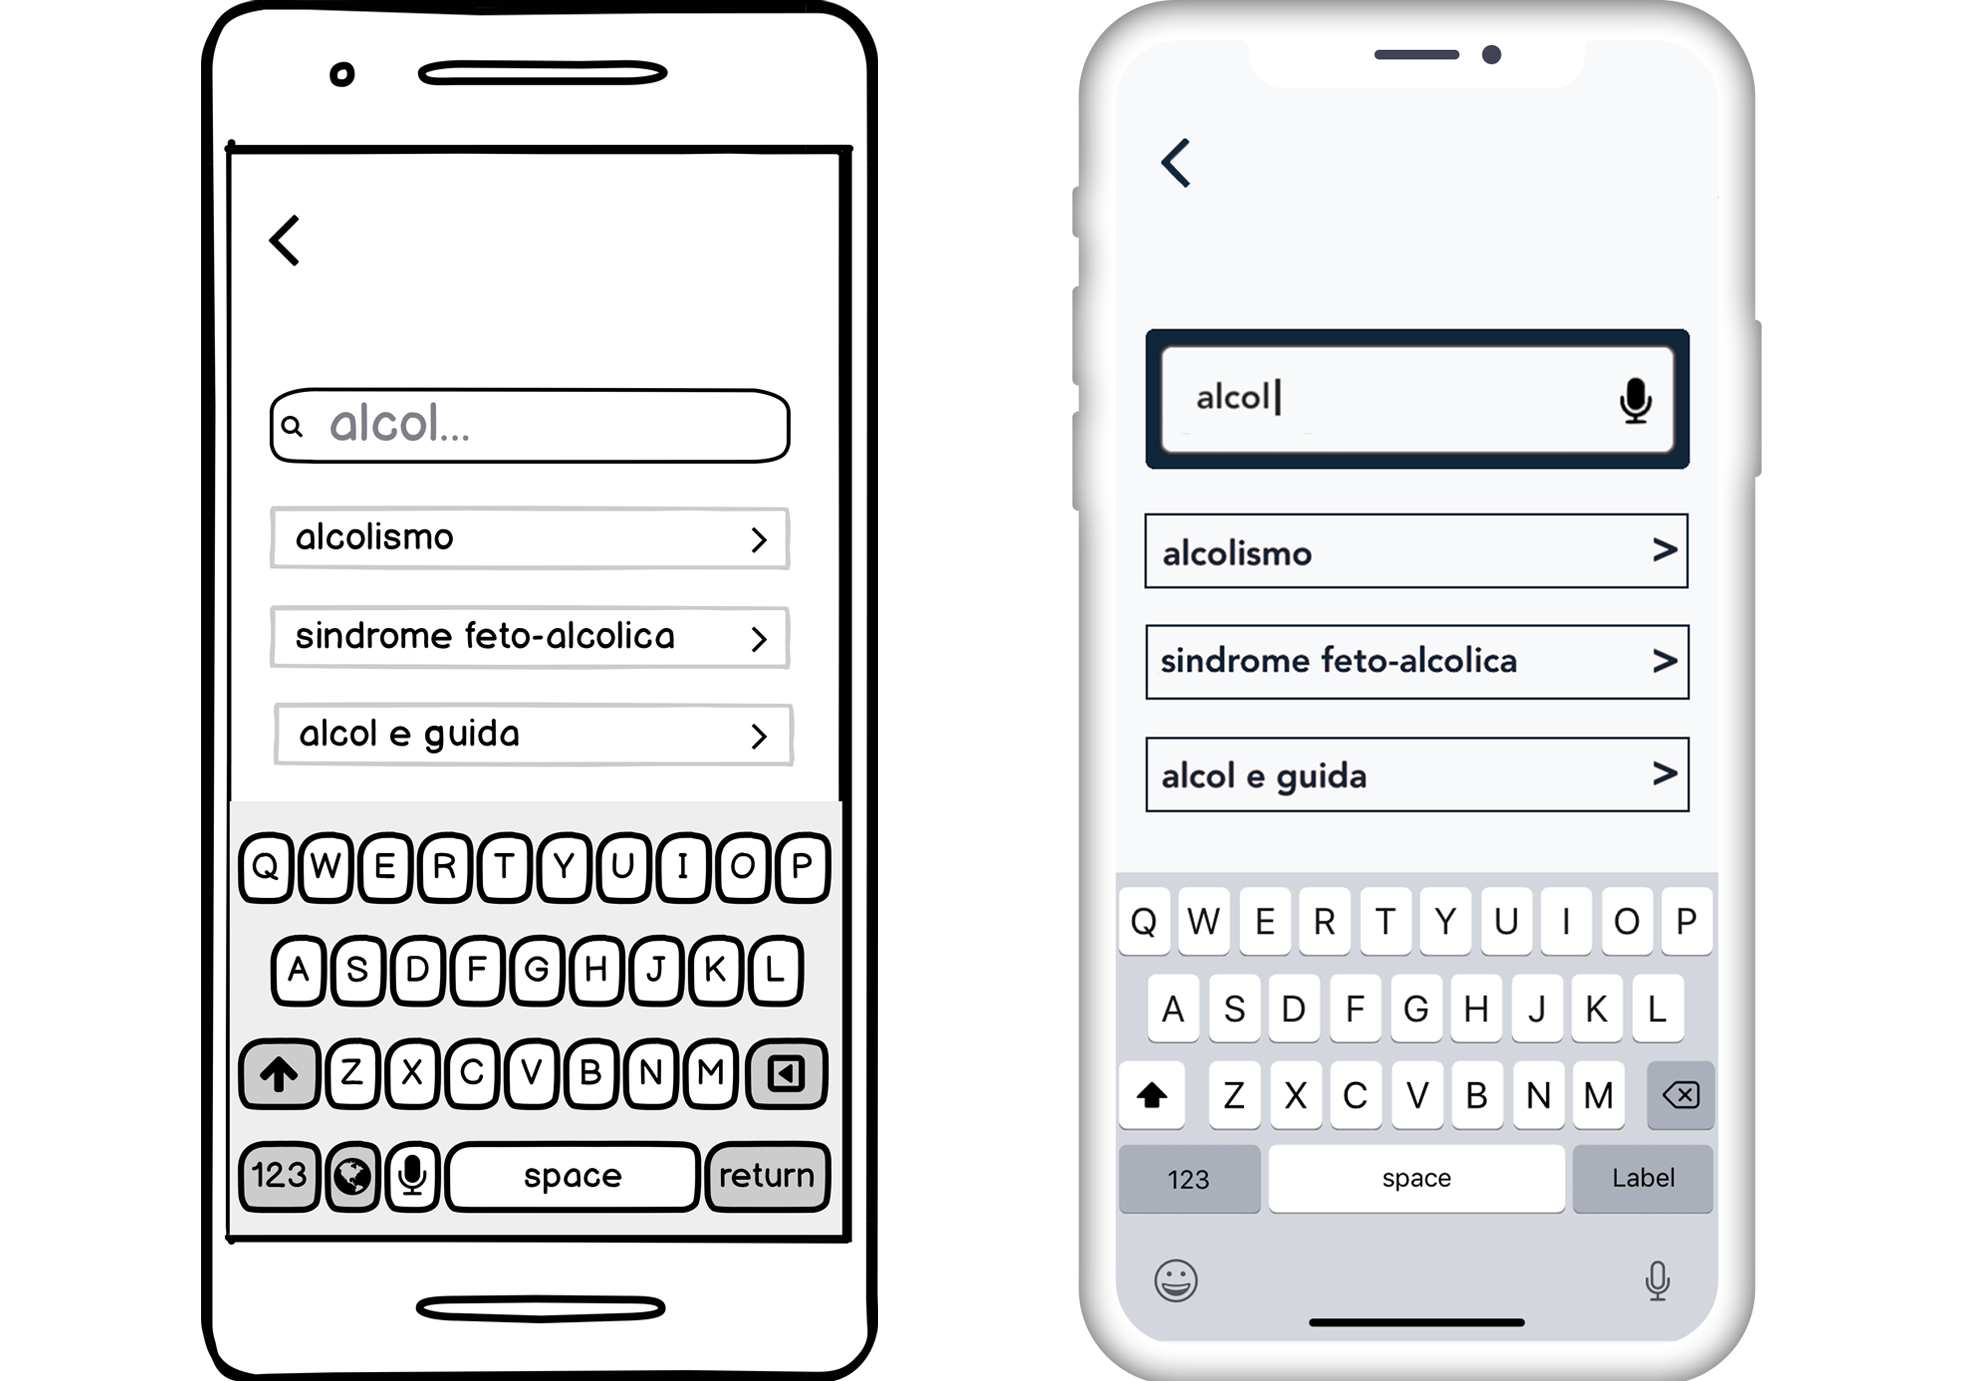 alcol...
alcolismo
sindrome feto-alcolica
alcol e guida
Q W E R T Y U I O P
A S D F G H J K L
Z X C V B N M
123 space return
alcol
alcolismo >
sindrome feto-alcolica >
alcol e guida >
Q W E R T Y U I O P
A S D F G H J K L
Z X C V B N M
123 space Label